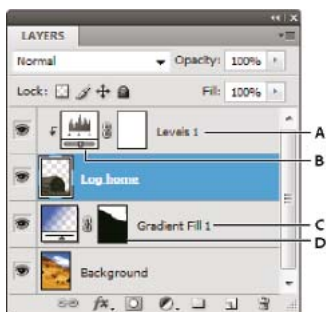 LAYERS
Normal Opacity: 100%
Lock: Fill: 100%
Levels 1 A
B
Log home
Gradient Fill 1 C
D
Background
fx.